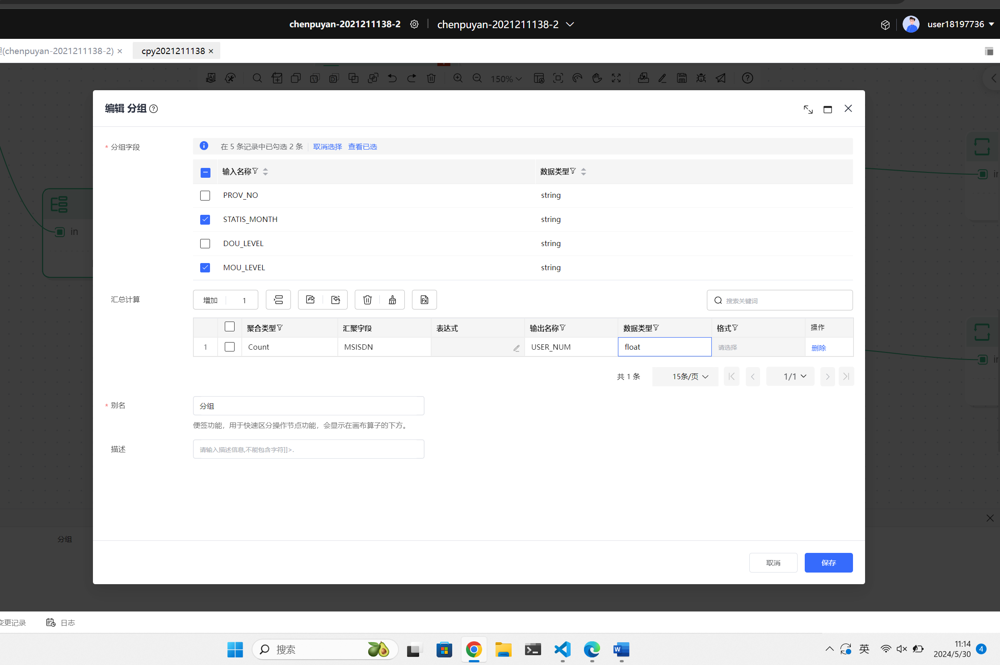 chenpuyan-2021211138-2
chenpuyan-2021211138-2
user18197736
(chenpuyan-2021211138-2) ×
cpy2021211138 ×
150%
编辑 分组
* 分组字段
在 5 条记录中已勾选 2 条
取消选择
查看已选
输入名称
数据类型
PROV_NO
string
STATIS_MONTH
string
DOU_LEVEL
string
MOU_LEVEL
string
in
in
汇总计算
增加
1
搜索关键词
聚合类型
汇聚字段
表达式
输出名称
数据类型
格式
操作
1
Count
MSISDN
USER_NUM
float
请选择
删除
共 1 条
15条/页
1/1
* 别名
分组
便签功能，用于快速区分操作节点功能，会显示在画布算子的下方。
描述
请输入描述信息,不能包含字符]]>.
分组
取消
保存
变更记录
日志
搜索
英
11:14
2024/5/30
4